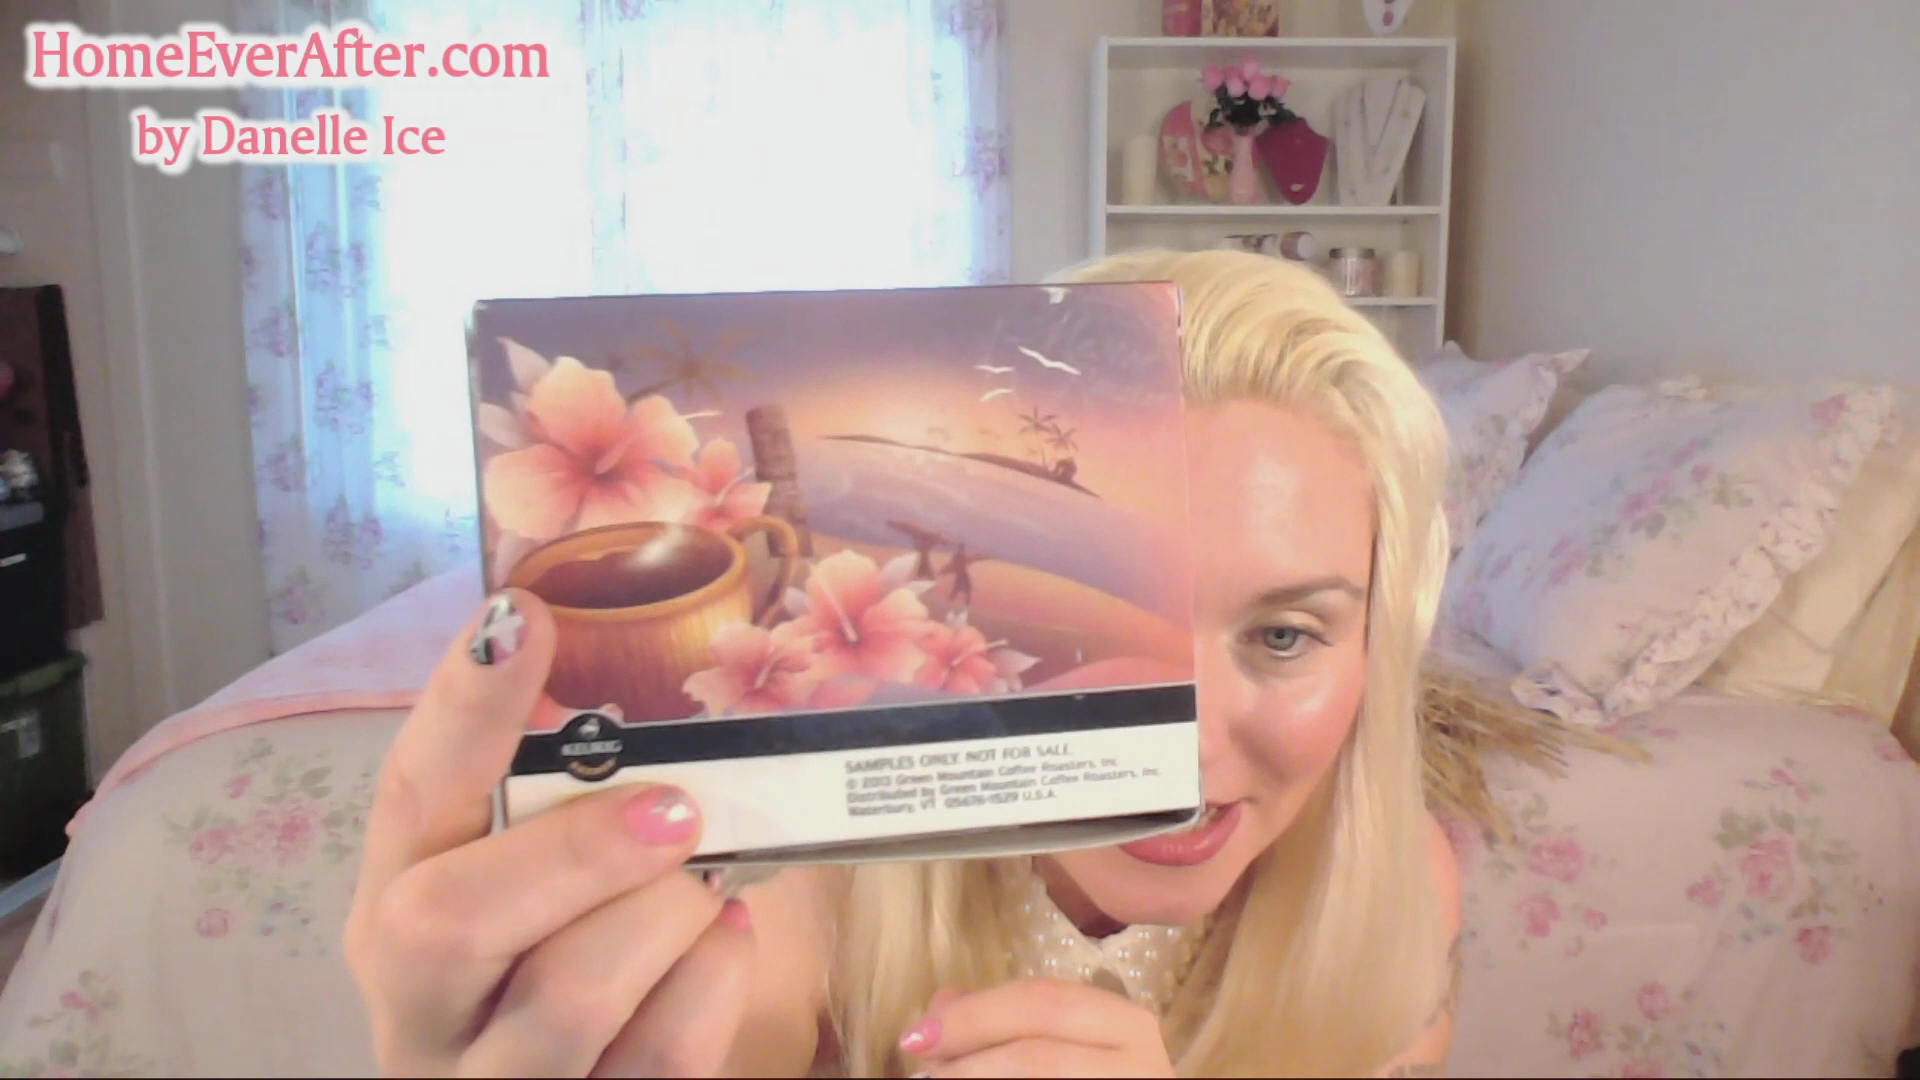 HomeEverAfter.com
by Danelle Ice
SAMPLES ONLY. NOT FOR SALE.
© 2013 Green Mountain Coffee Roasters, Inc.
Distributed by Green Mountain Coffee Roasters, Inc.
Waterbury, VT 05676-1529 U.S.A.